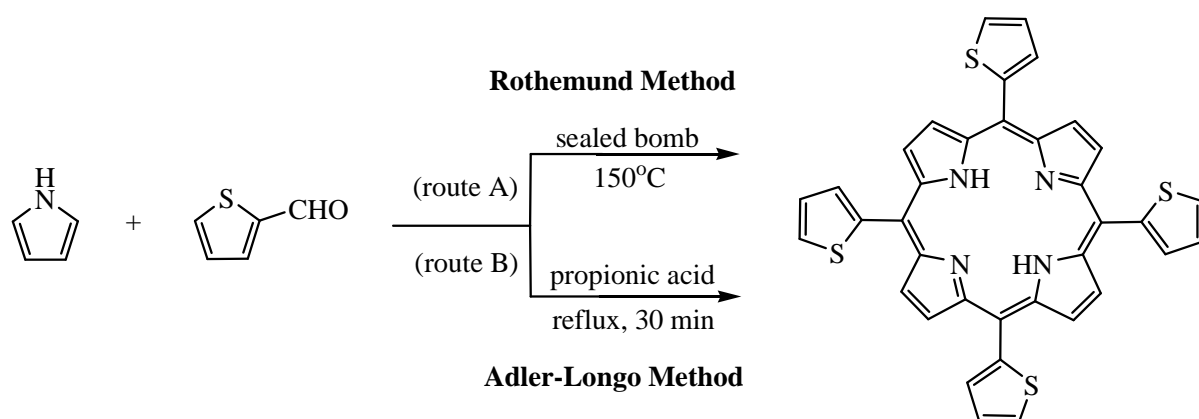 Rothemund Method
sealed bomb
150°C
(route A)
(route B)
propionic acid
reflux, 30 min
Adler-Longo Method
H
N
+
S
CHO
S
S
S
S
NH
N
N
HN